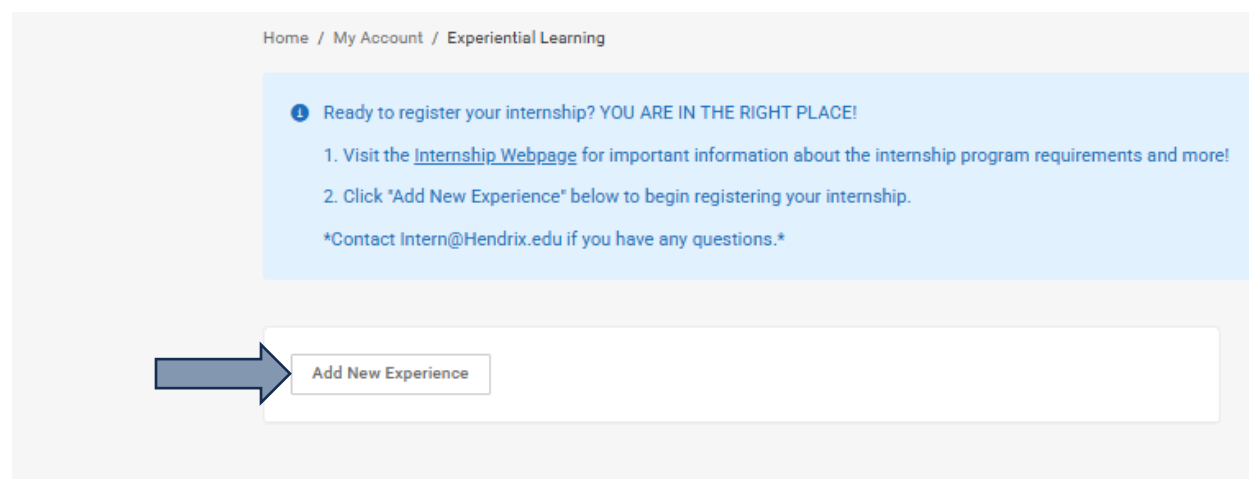 Home / My Account / Experiential Learning
Ready to register your internship? YOU ARE IN THE RIGHT PLACE!
1. Visit the Internship Webpage for important information about the internship program requirements and more!
2. Click "Add New Experience" below to begin registering your internship.
*Contact Intern@Hendrix.edu if you have any questions.*
Add New Experience